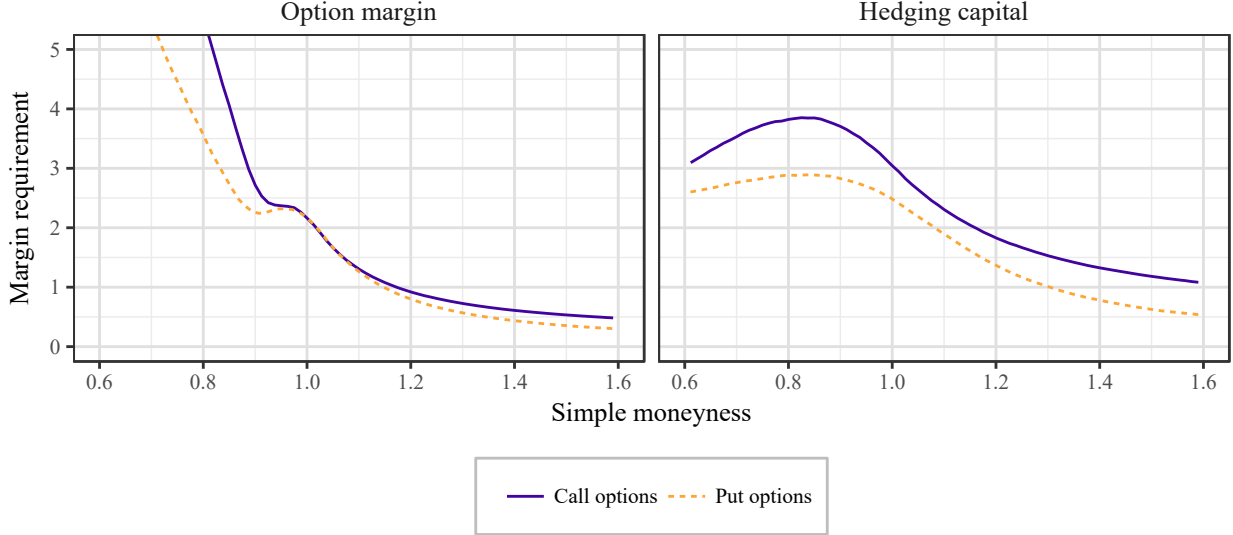 Option margin
Hedging capital
Margin requirement
5
4
3
2
1
0
0.6 0.8 1.0 1.2 1.4 1.6
0.6 0.8 1.0 1.2 1.4 1.6
Simple moneyness
Call options Put options